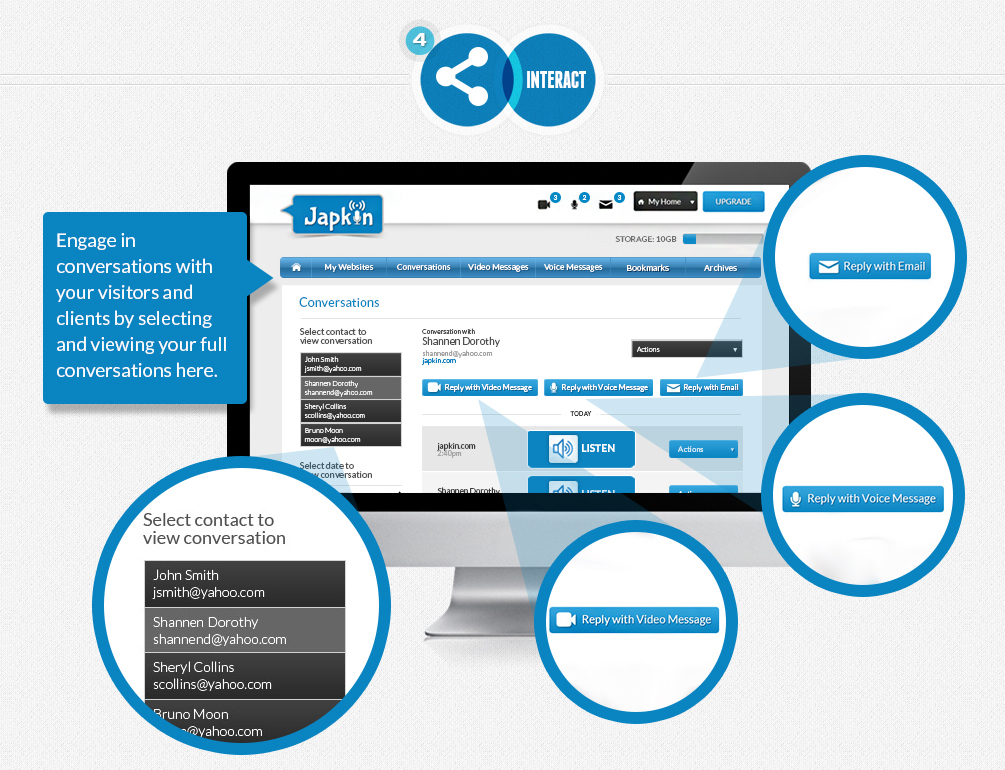 4
INTERACT
Engage in
conversations with
your visitors and
clients by selecting
and viewing your full
conversations here.
Japkin
3
2
3
My Home
UPGRADE
STORAGE: 10GB
My Websites
Conversations
Video Messages
Voice Messages
Bookmarks
Archives
Conversations
Select contact to
view conversation
John Smith
jsmith@yahoo.com
Shannen Dorothy
shannend@yahoo.com
Sheryl Collins
scollins@yahoo.com
Bruno Moon
moon@yahoo.com
Select date to
conversation
Conversation with
Shannen Dorothy
shannend@yahoo.com
japkin.com
Actions
Reply with Video Message
Reply with Voice Message
Reply with Email
TODAY
japkin.com
2:40pm
LISTEN
Actions
Shannen Dorothy
LISTEN
Reply with Email
Reply with Voice Message
Reply with Video Message
Select contact to
view conversation
John Smith
jsmith@yahoo.com
Shannen Dorothy
shannend@yahoo.com
Sheryl Collins
scollins@yahoo.com
Bruno Moon
@yahoo.com